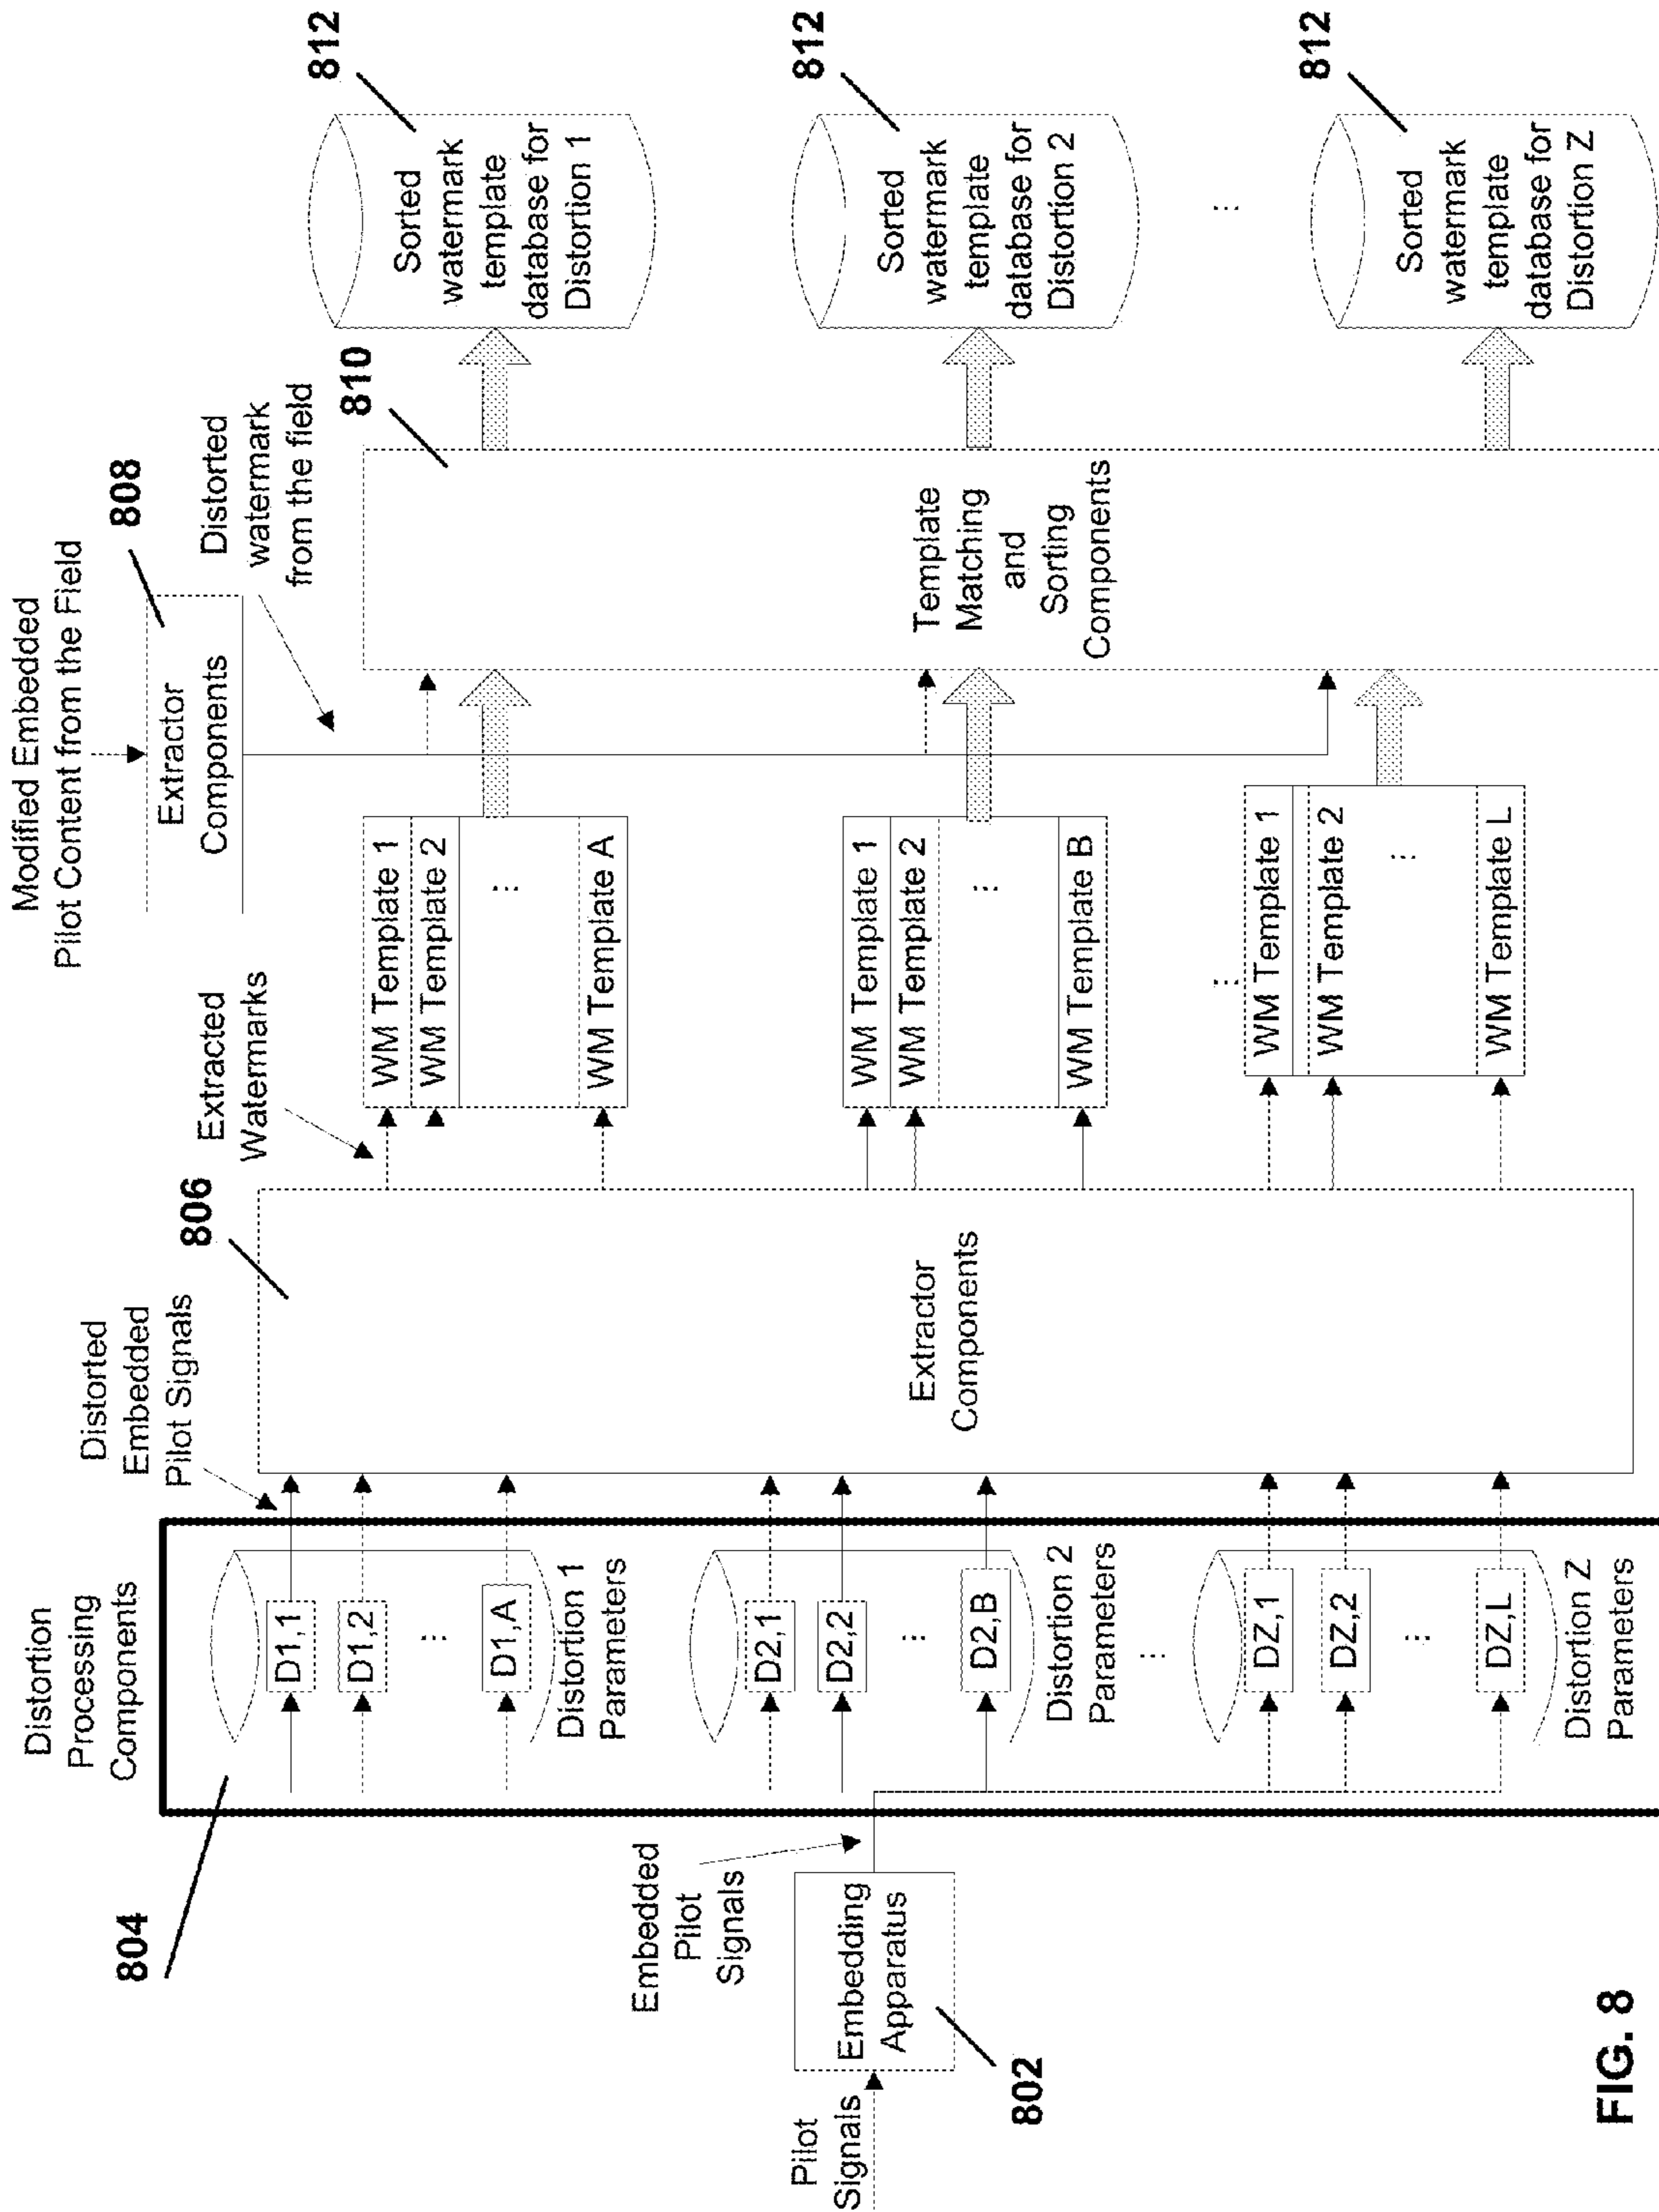 Pilot
Signals
Embedding
Apparatus
802
Embedded
Pilot
Signals
804
Distortion
Processing
Components
D1,1
D1,2
...
D1,A
Distortion 1
Parameters
D2,1
D2,2
...
D2,B
Distortion 2
Parameters
...
DZ,1
DZ,2
...
DZ,L
Distortion Z
Parameters
Distorted
Embedded
Pilot Signals
806
Extractor
Components
Extracted
Watermarks
WM Template 1
WM Template 2
...
WM Template A
WM Template 1
WM Template 2
...
WM Template B
...
WM Template 1
WM Template 2
...
WM Template L
Modified Embedded
Pilot Content from the Field
808
Extractor
Components
Distorted
watermark
from the field
810
Template
Matching
and
Sorting
Components
812
Sorted
watermark
template
database for
Distortion 1
812
Sorted
watermark
template
database for
Distortion 2
...
812
Sorted
watermark
template
database for
Distortion Z
FIG. 8